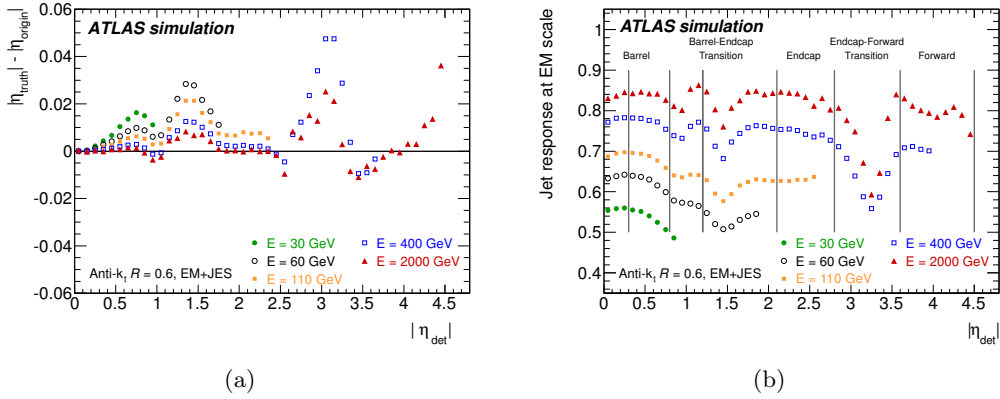 |η_truth| - |η_origin|
0.06
0.04
0.02
0
-0.02
-0.04
-0.06
ATLAS simulation
E = 30 GeV
E = 60 GeV
E = 110 GeV
E = 400 GeV
E = 2000 GeV
Anti-k_t R = 0.6, EM+JES
0 0.5 1 1.5 2 2.5 3 3.5 4 4.5
| η_det |
(a)
Jet response at EM scale
1
0.9
0.8
0.7
0.6
0.5
0.4
ATLAS simulation
Barrel
Barrel-Endcap
Transition
Endcap
Endcap-Forward
Transition
Forward
E = 30 GeV
E = 60 GeV
E = 110 GeV
E = 400 GeV
E = 2000 GeV
Anti-k_t R = 0.6, EM+JES
0 0.5 1 1.5 2 2.5 3 3.5 4 4.5
|η_det|
(b)